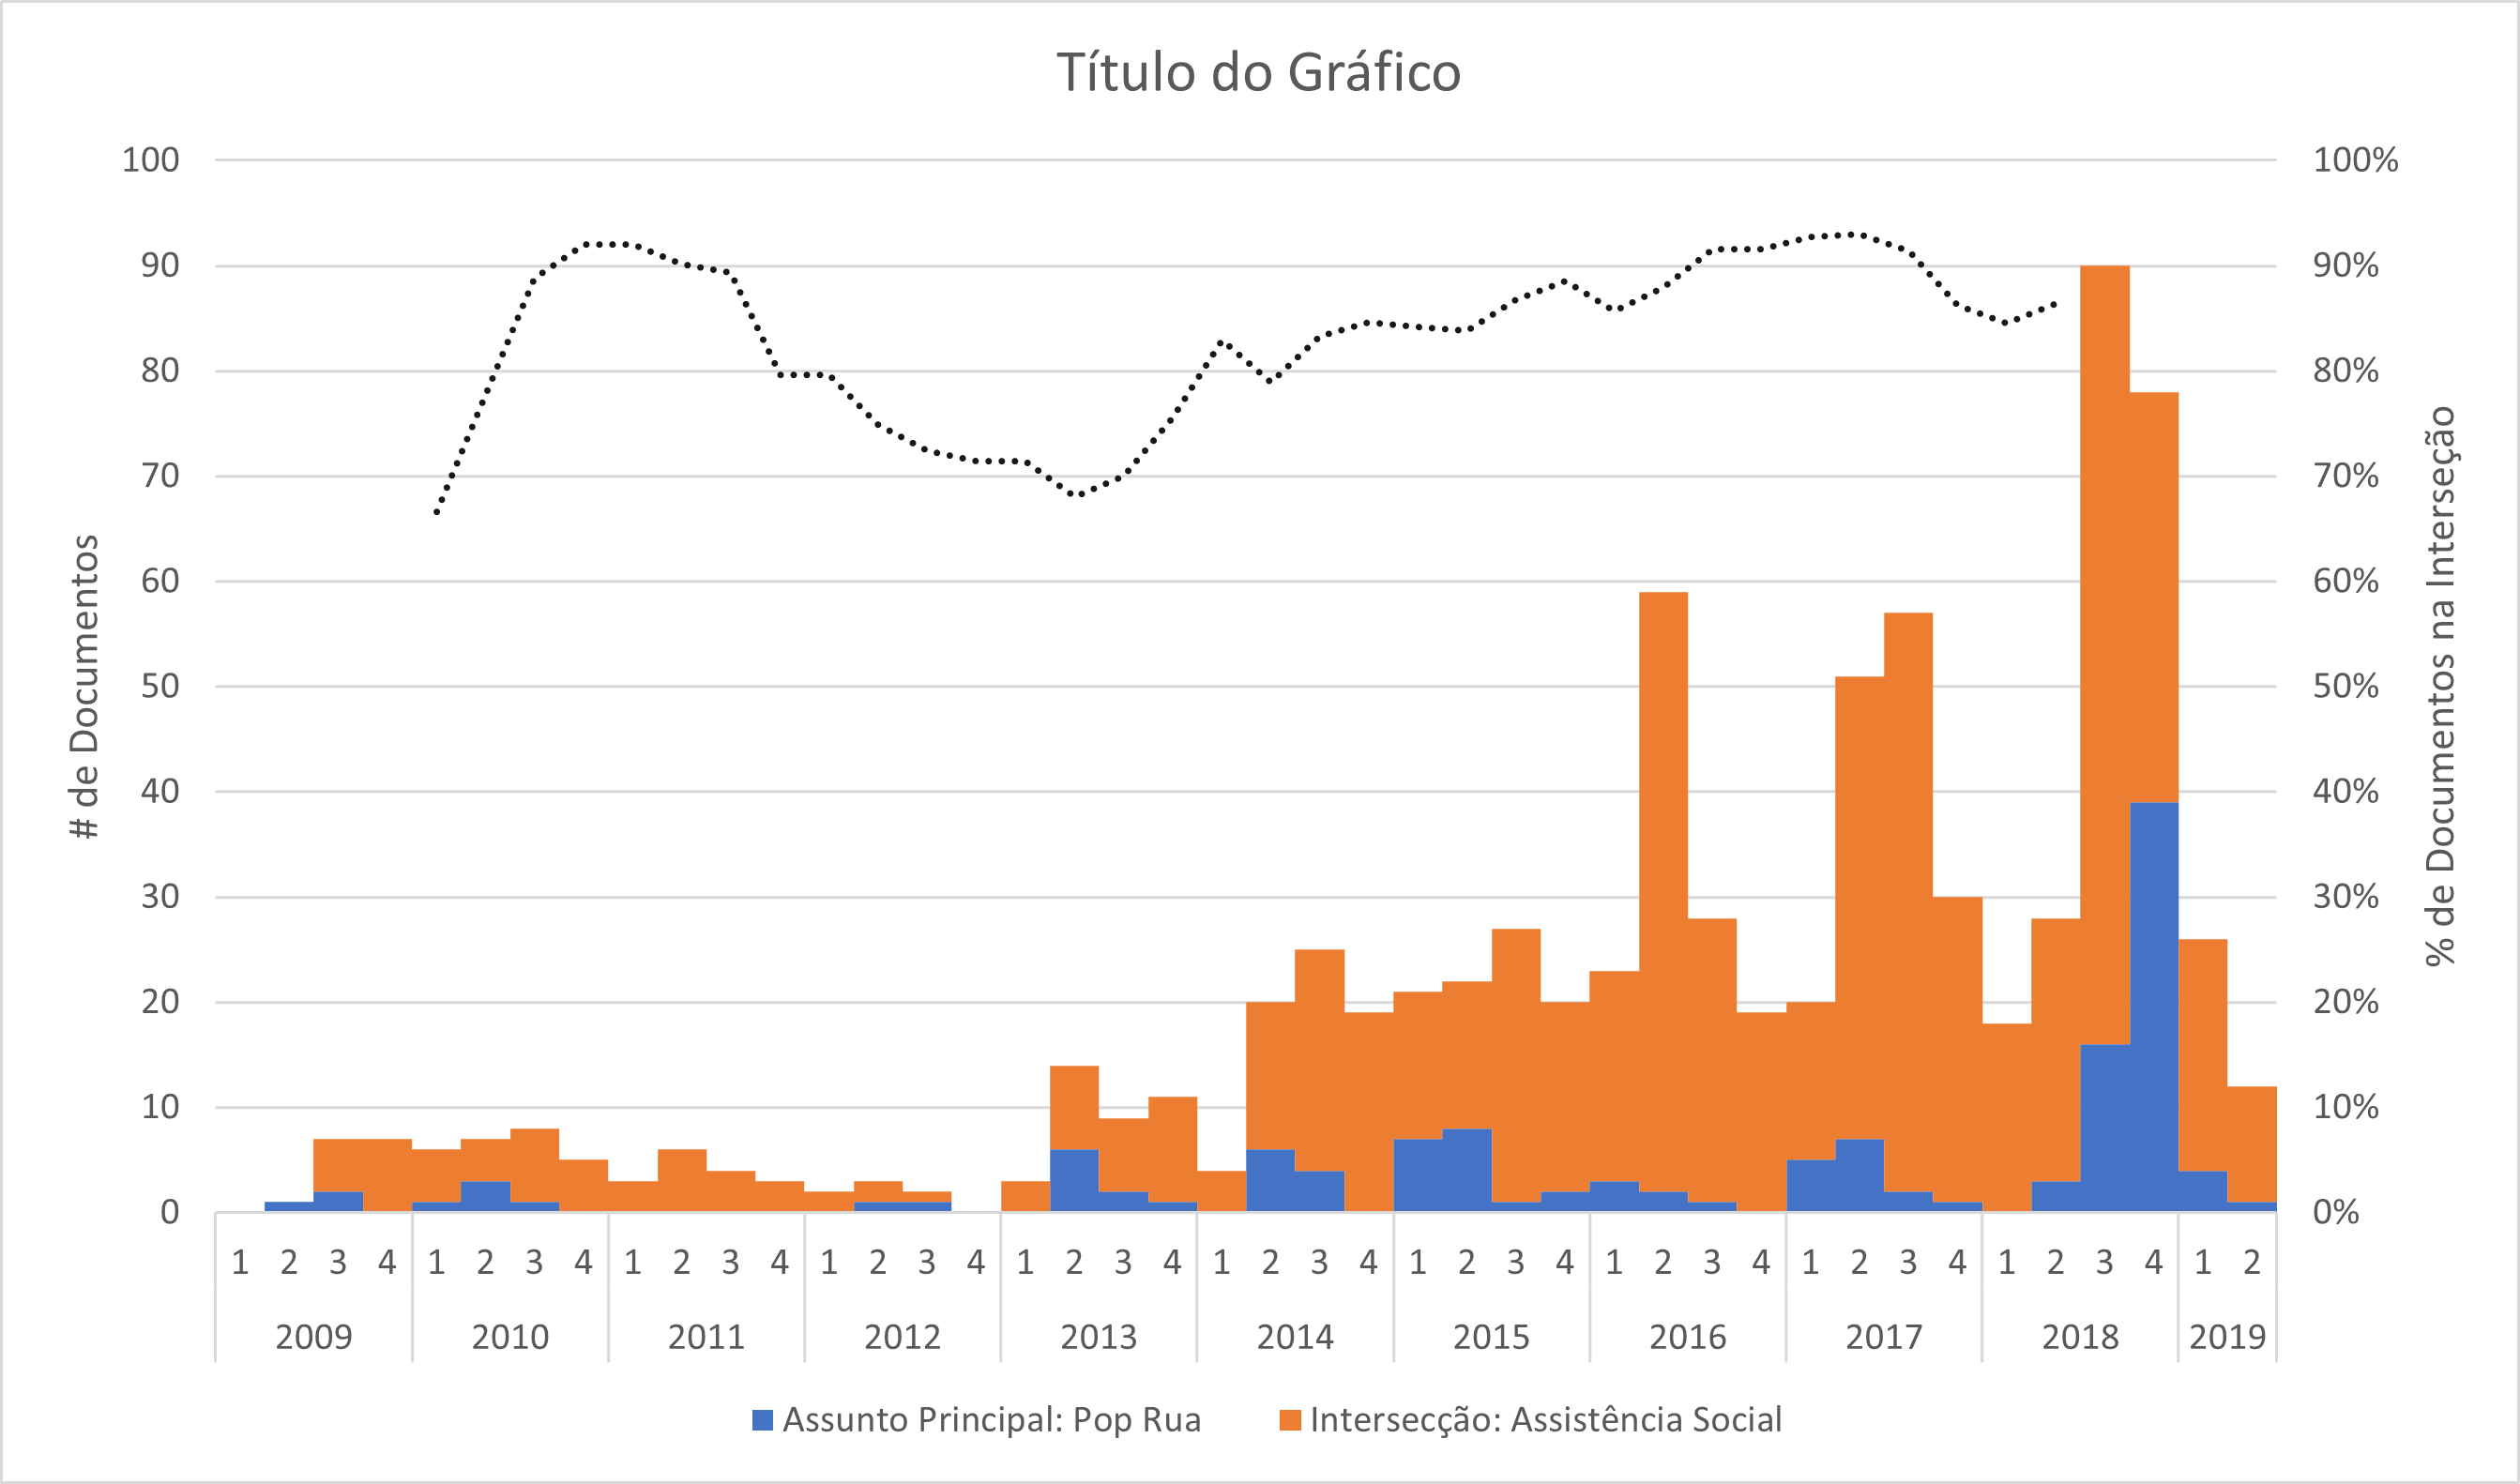 Título do Gráfico
100 100%
90 90%
80 80%
70 70%
60 60%
50 50%
40 40%
30 30%
20 20%
10 10%
0 0%
# de Documentos
% de Documentos na Interseção
1 2 3 4 1 2 3 4 1 2 3 4 1 2 3 4 1 2 3 4 1 2 3 4 1 2 3 4 1 2 3 4 1 2 3 4 1 2 3 4 1 2
2009 2010 2011 2012 2013 2014 2015 2016 2017 2018 2019
Assunto Principal: Pop Rua Intersecção: Assistência Social